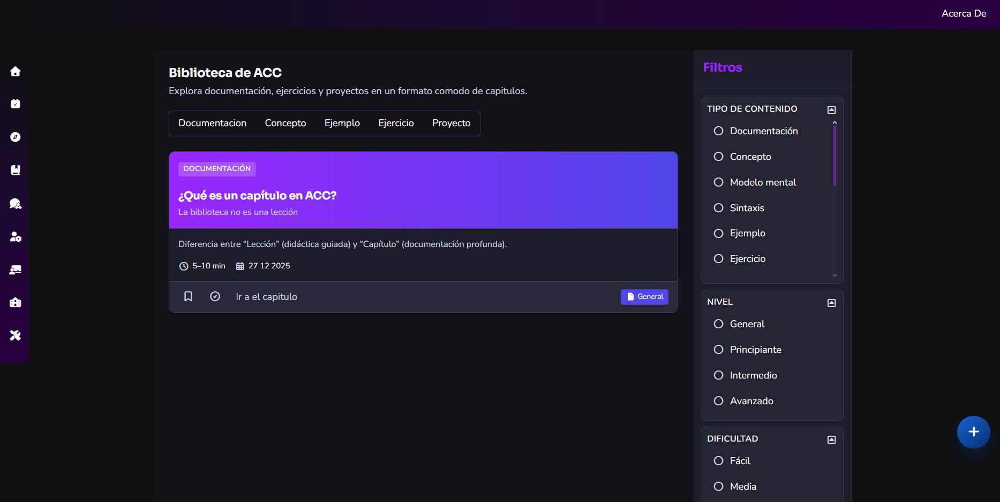 Acerca De
Biblioteca de ACC
Explora documentación, ejercicios y proyectos en un formato comodo de capitulos.
Documentacion Concepto Ejemplo Ejercicio Proyecto
DOCUMENTACIÓN
¿Qué es un capítulo en ACC?
La biblioteca no es una lección
Diferencia entre “Lección” (didáctica guiada) y “Capítulo” (documentación profunda).
5–10 min 27 12 2025
Ir a el capitulo General
Filtros
TIPO DE CONTENIDO
Documentación
Concepto
Modelo mental
Sintaxis
Ejemplo
Ejercicio
NIVEL
General
Principiante
Intermedio
Avanzado
DIFICULTAD
Fácil
Media